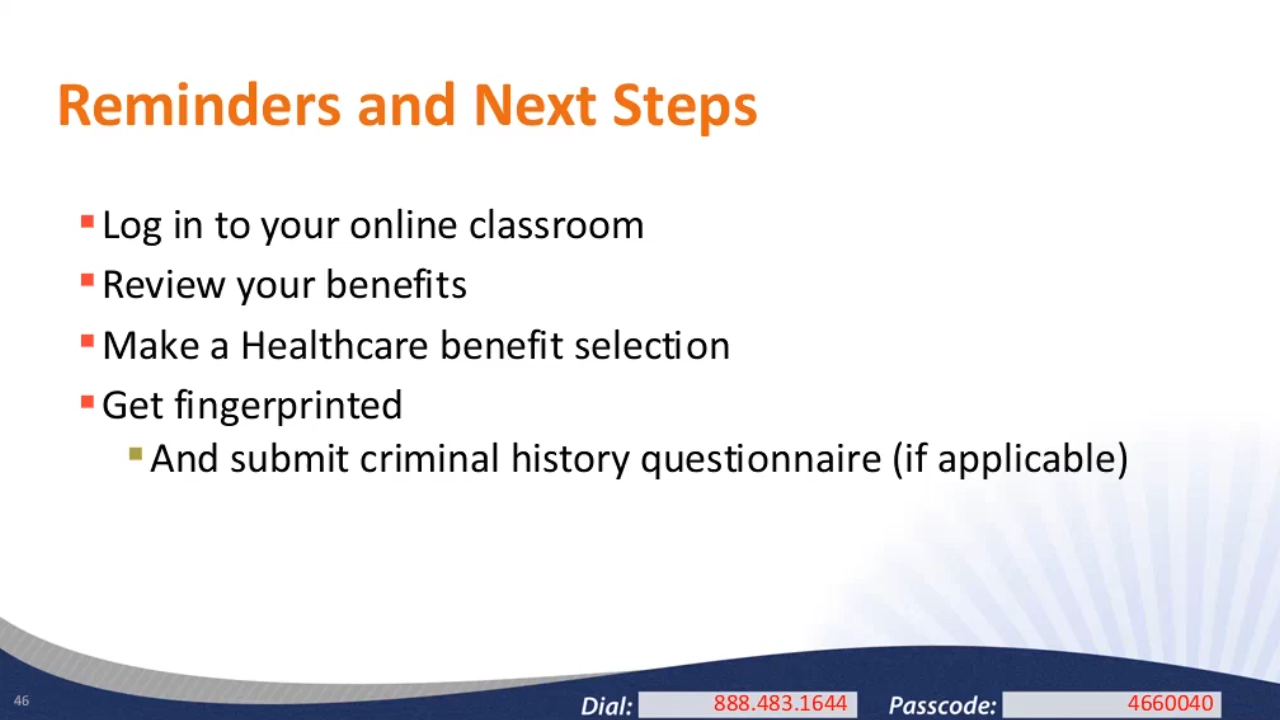 Reminders and Next Steps
Log in to your online classroom
Review your benefits
Make a Healthcare benefit selection
Get fingerprinted
And submit criminal history questionnaire (if applicable)
46
Dial: 888.483.1644 Passcode: 4660040